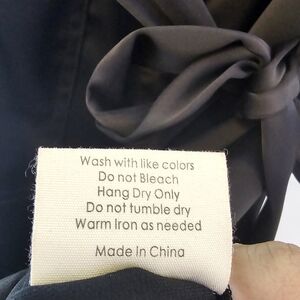 Wash with like colors
Do not Bleach
Hang Dry Only
Do not tumble dry
Warm Iron as needed
Made In China